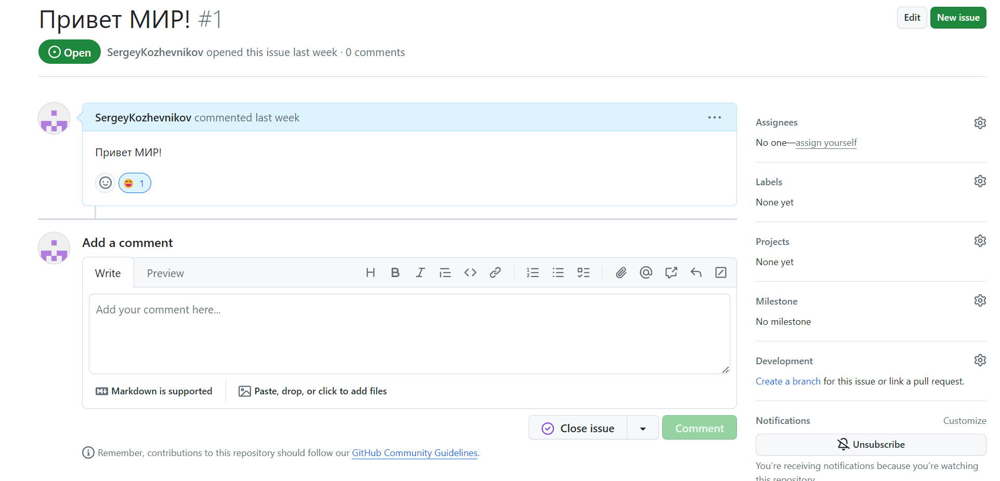 Привет МИР! #1
Edit
New issue
Open
SergeyKozhevnikov opened this issue last week · 0 comments
SergeyKozhevnikov commented last week
Привет МИР!
1
Add a comment
Write
Preview
Add your comment here...
Markdown is supported
Paste, drop, or click to add files
Close issue
Comment
Remember, contributions to this repository should follow our GitHub Community Guidelines.
Assignees
No one—assign yourself
Labels
None yet
Projects
None yet
Milestone
No milestone
Development
Create a branch for this issue or link a pull request.
Notifications
Customize
Unsubscribe
You're receiving notifications because you're watching
this repository.